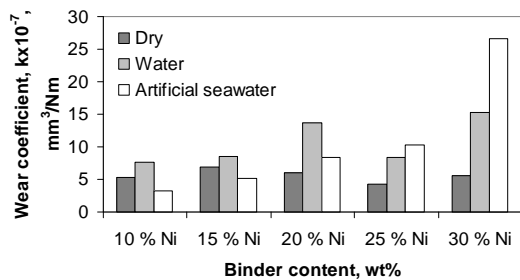 Wear coefficient, kx10⁻⁷,
mm³/Nm
30
25
20
15
10
5
0
Dry
Water
Artificial seawater
10 % Ni 15 % Ni 20 % Ni 25 % Ni 30 % Ni
Binder content, wt%